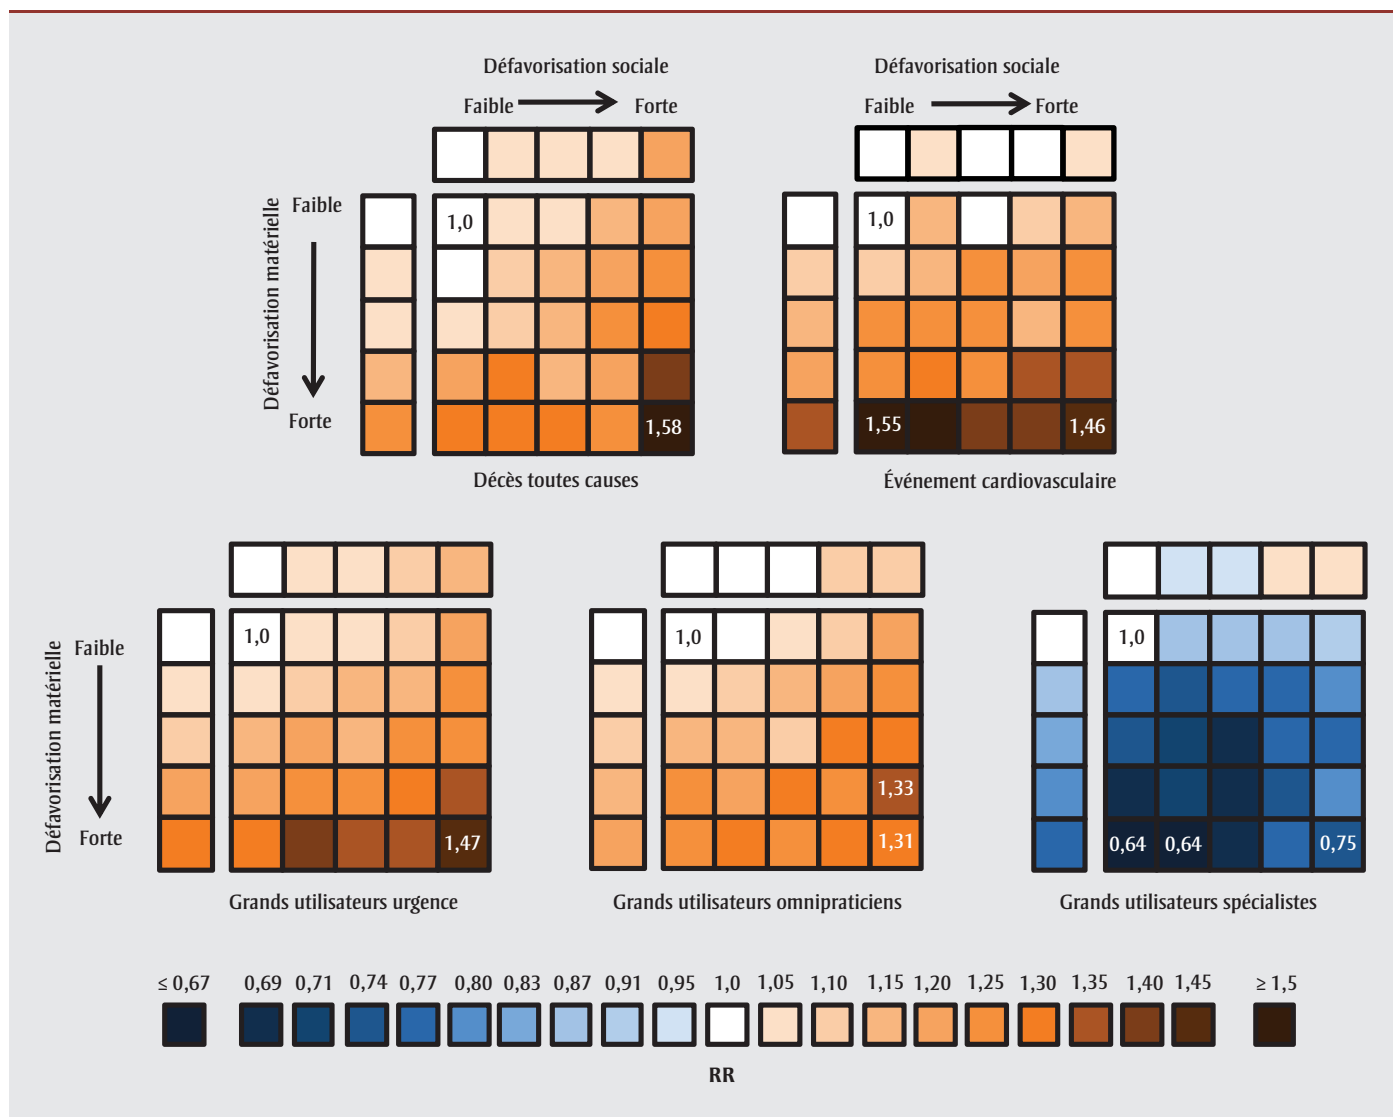 Défavorisation sociale
Faible Forte
Défavorisation sociale
Faible Forte
Défavorisation matérielle
Faible
Forte
1,0
1,58
Décès toutes causes
1,0
1,55 1,46
Événement cardiovasculaire
Défavorisation matérielle
Faible
Forte
1,0
1,47
Grands utilisateurs urgence
1,0
1,33
1,31
Grands utilisateurs omnipraticiens
1,0
0,64 0,64 0,75
Grands utilisateurs spécialistes
≤ 0,67 0,69 0,71 0,74 0,77 0,80 0,83 0,87 0,91 0,95 1,0 1,05 1,10 1,15 1,20 1,25 1,30 1,35 1,40 1,45 ≥ 1,5
RR